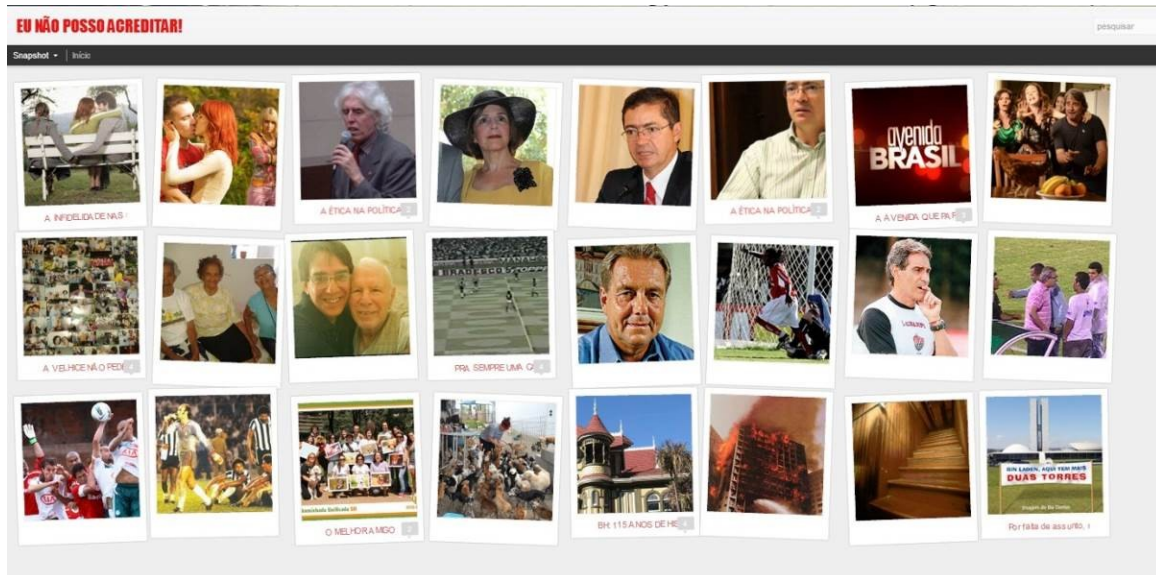 EU NÃO POSSO ACREDITAR!
pesquisar
Snapshot
Início
avenida
BRASIL
A INFIDELIDADE NAS
A ÉTICA NA POLÍTICA
A ÉTICA NA POLÍTICA
A AVENIDA QUE
A VELHICE NÃO
PRA SEMPRE UMA
BRADESCO
BIN LADEN, AQUI TEM MAIS
DUAS TORRES
O MELHOR AMIGO
BH: 115 ANOS DE
Por falta de assunto,